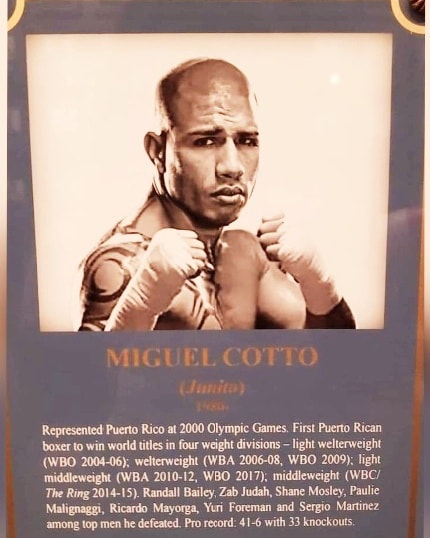 MIGUEL COTTO
(Junito)
1980-
Represented Puerto Rico at 2000 Olympic Games. First Puerto Rican
boxer to win world titles in four weight divisions – light welterweight
(WBO 2004-06); welterweight (WBA 2006-08, WBO 2009); light
middleweight (WBA 2010-12, WBO 2017); middleweight (WBC/
The Ring 2014-15). Randall Bailey, Zab Judah, Shane Mosley, Paulie
Malignaggi, Ricardo Mayorga, Yuri Foreman and Sergio Martinez
among top men he defeated. Pro record: 41-6 with 33 knockouts.